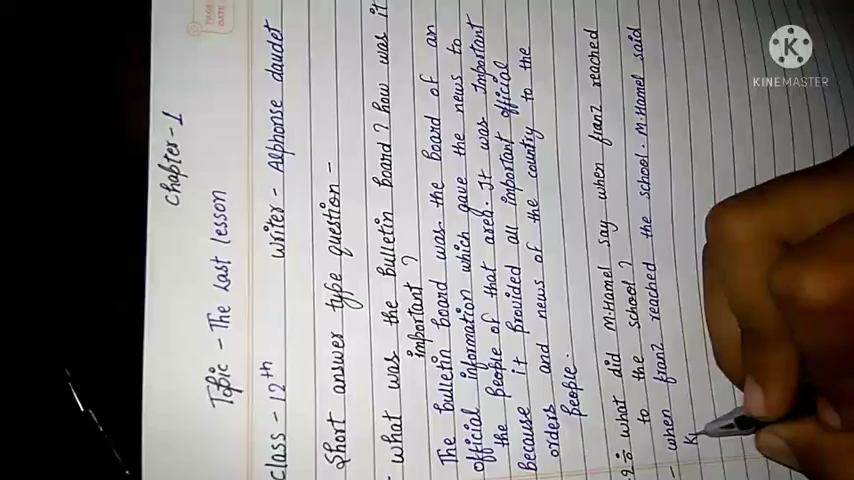 PAGE
DATE
Chapter-1
Topic - The Last lesson
Class - 12th writer - Alphonse daudet
Short answer type question -
- what was the bulletin board? how was it
important?
The bulletin board was the board of an
official information which gave the news to
the people of that area. It was Important
Because it provided all important official
orders and news of the country to the
people.
.2÷ what did M.Hamel say when franz reached
to the school?
- when franz reached the school. M.Hamel said
K
KINEMASTER